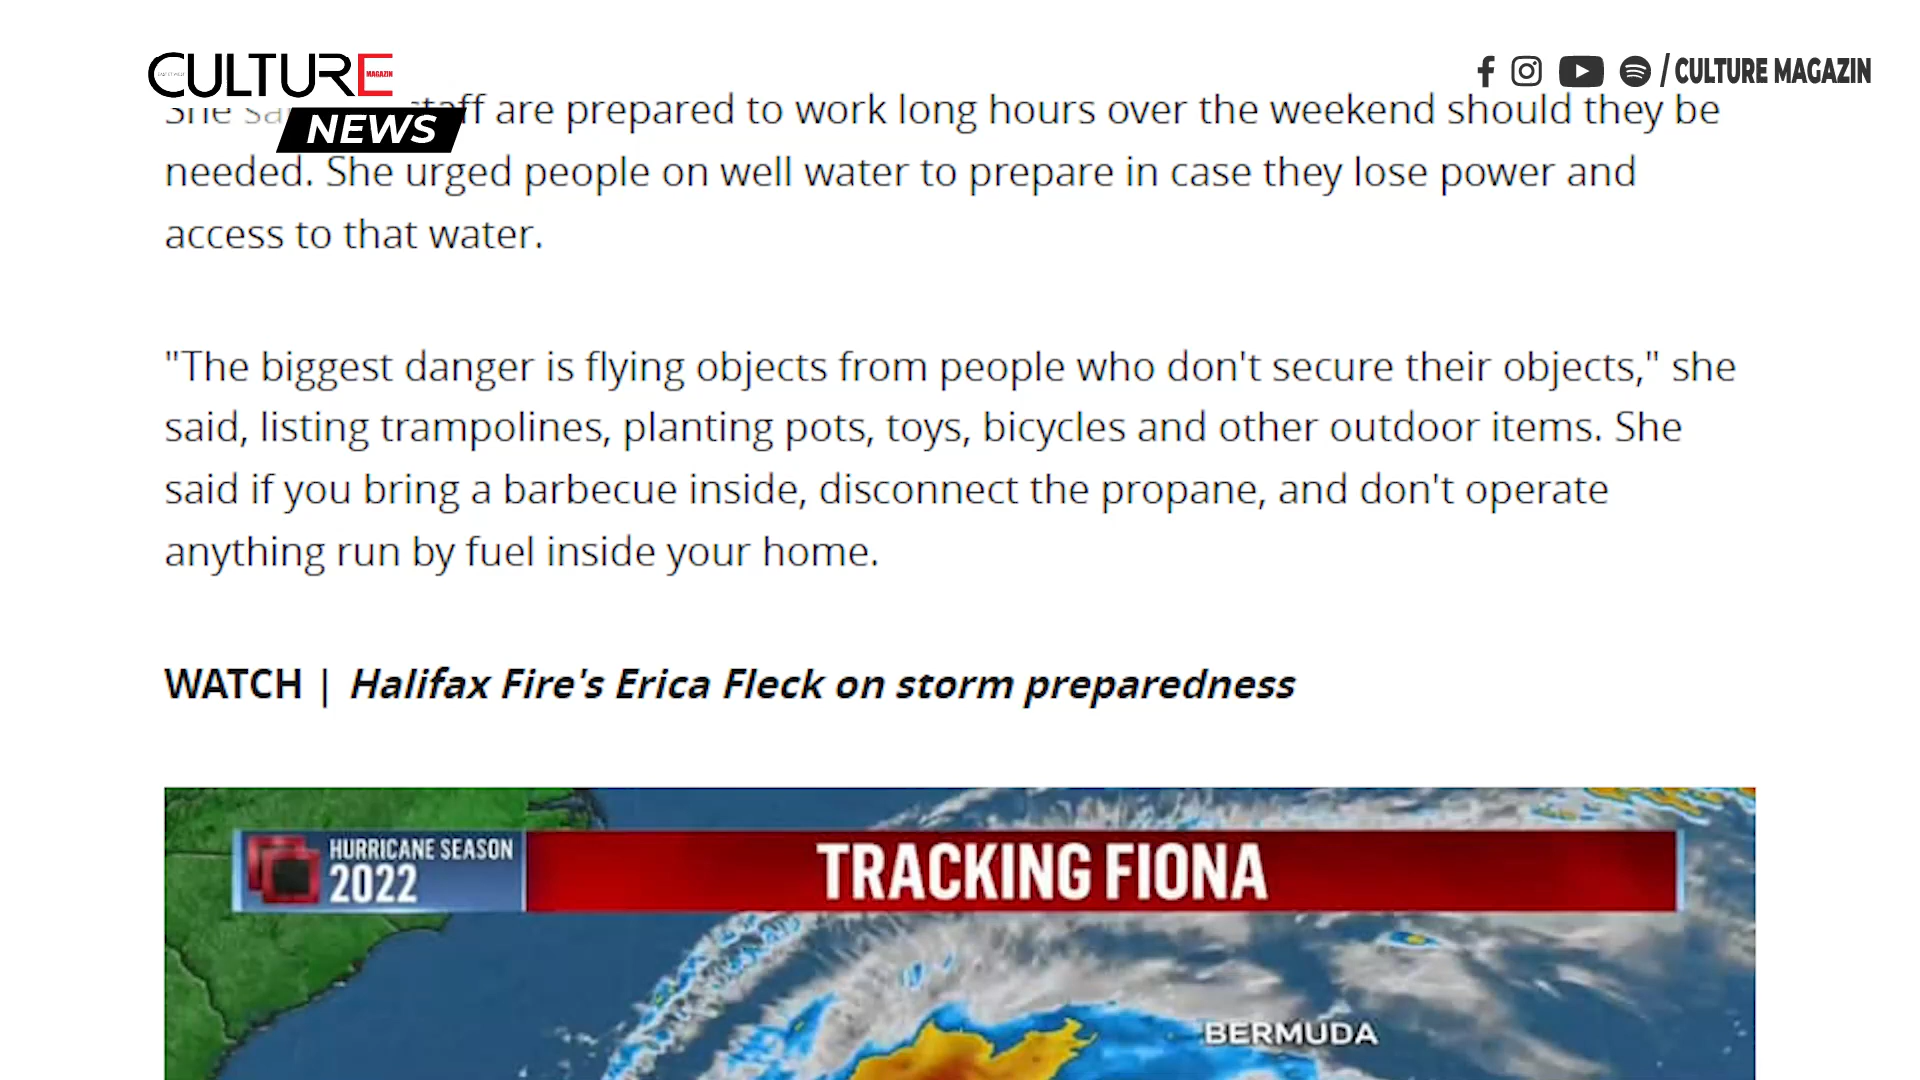 CULTURE
MAGAZIN
NEWS
/ CULTURE MAGAZIN
She aff are prepared to work long hours over the weekend should they be
needed. She urged people on well water to prepare in case they lose power and
access to that water.
"The biggest danger is flying objects from people who don't secure their objects," she
said, listing trampolines, planting pots, toys, bicycles and other outdoor items. She
said if you bring a barbecue inside, disconnect the propane, and don't operate
anything run by fuel inside your home.
WATCH | Halifax Fire's Erica Fleck on storm preparedness
HURRICANE SEASON
2022
TRACKING FIONA
BERMUDA